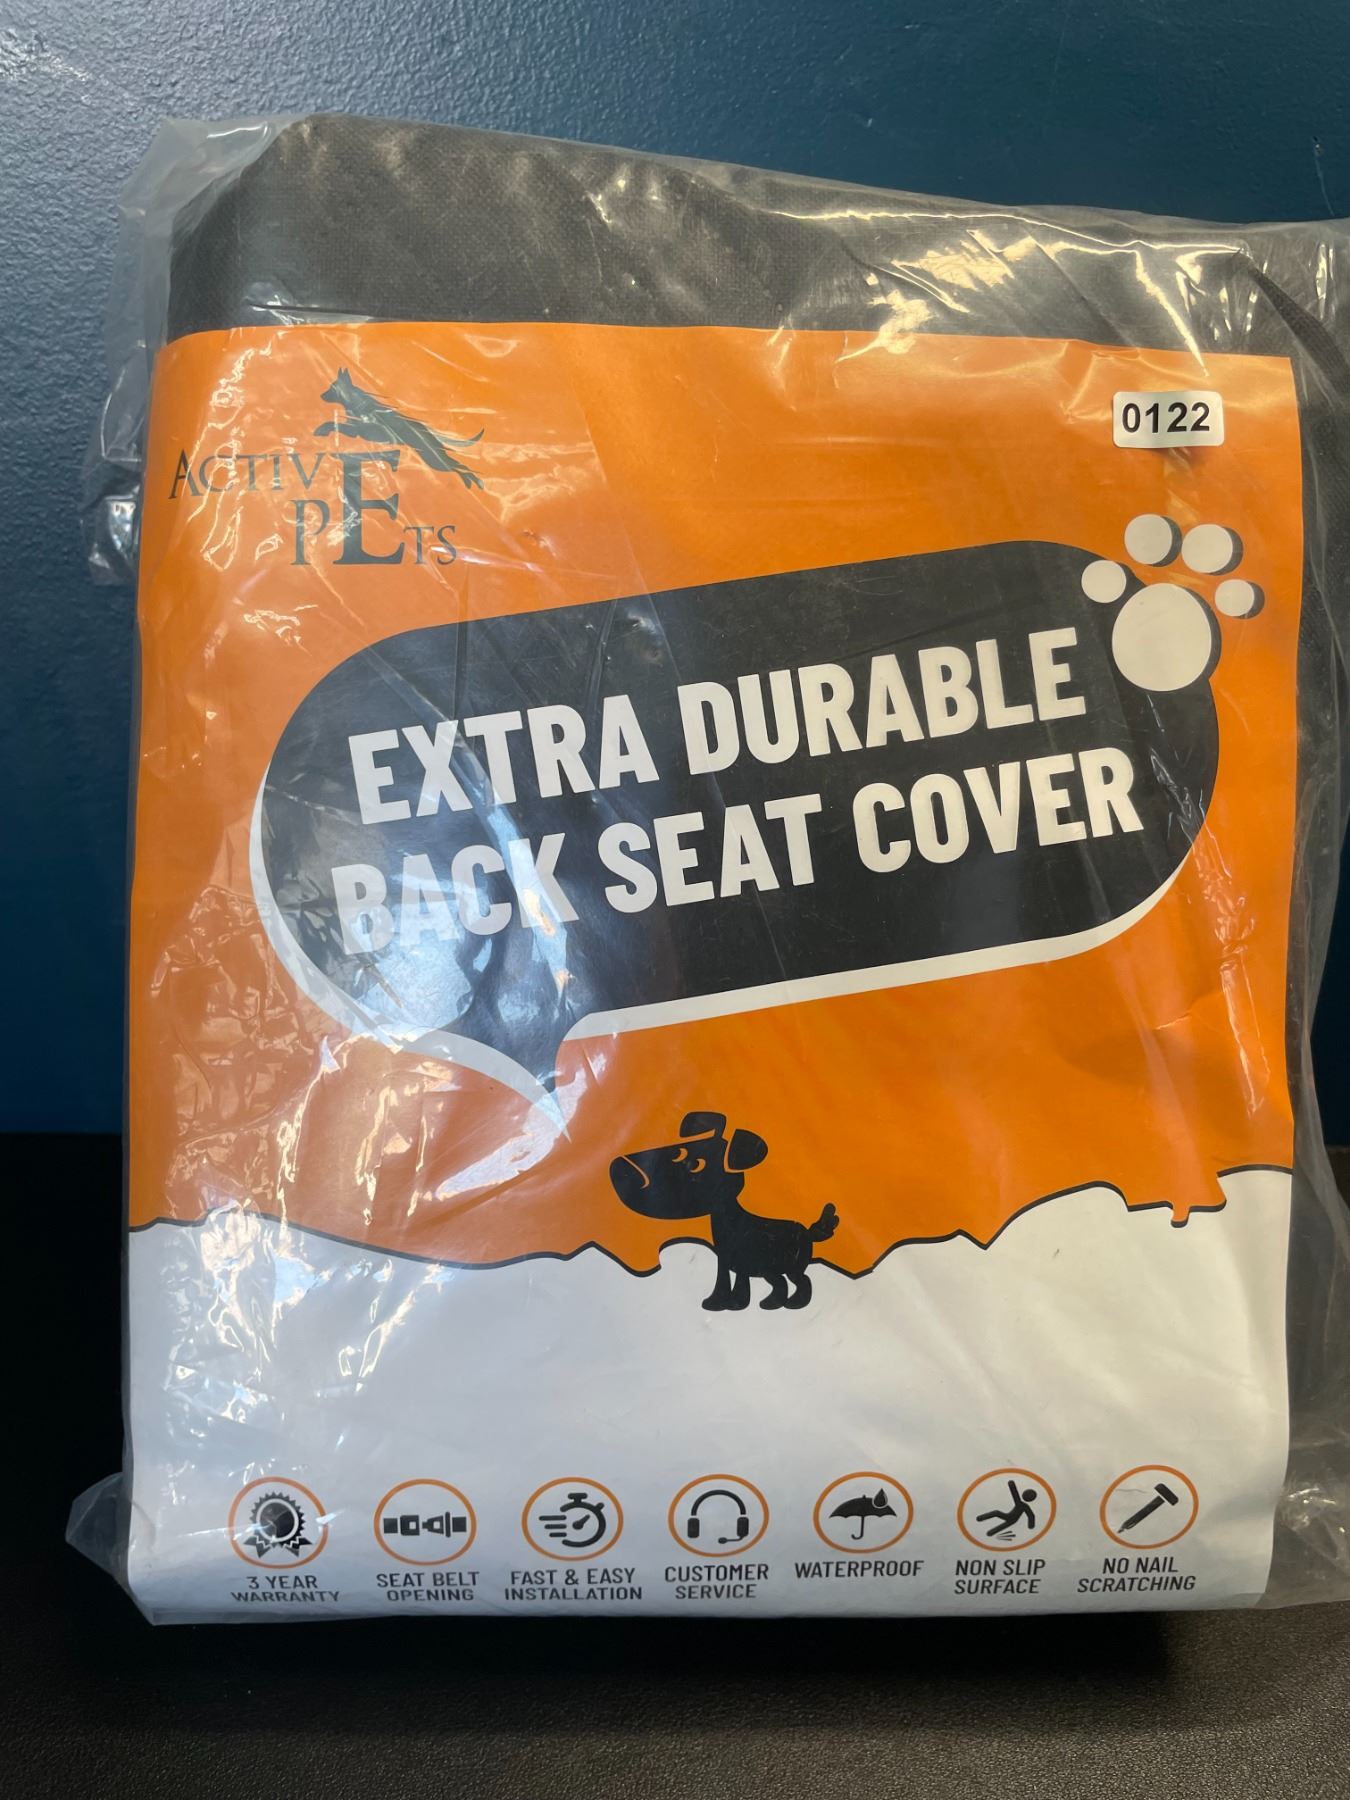 ACTIVE
PETS
0122
EXTRA DURABLE
BACK SEAT COVER
3 YEAR
WARRANTY
SEAT BELT
OPENING
FAST & EASY
INSTALLATION
CUSTOMER
SERVICE
WATERPROOF
NON SLIP
SURFACE
NO NAIL
SCRATCHING